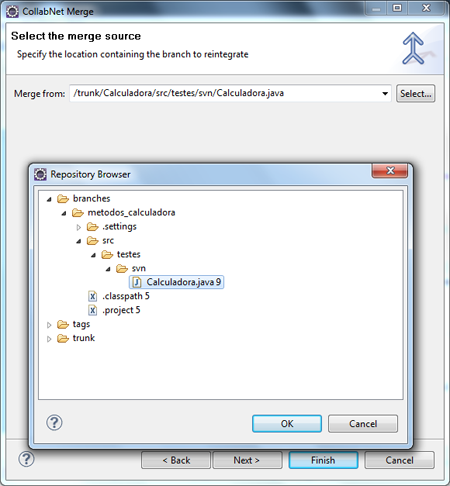 CollabNet Merge
Select the merge source
Specify the location containing the branch to reintegrate
Merge from: /trunk/Calculadora/src/testes/svn/Calculadora.java Select...
Repository Browser
branches
metodos_calculadora
.settings
src
testes
svn
Calculadora.java 9
.classpath 5
.project 5
tags
trunk
? OK Cancel
? < Back Next > Finish Cancel